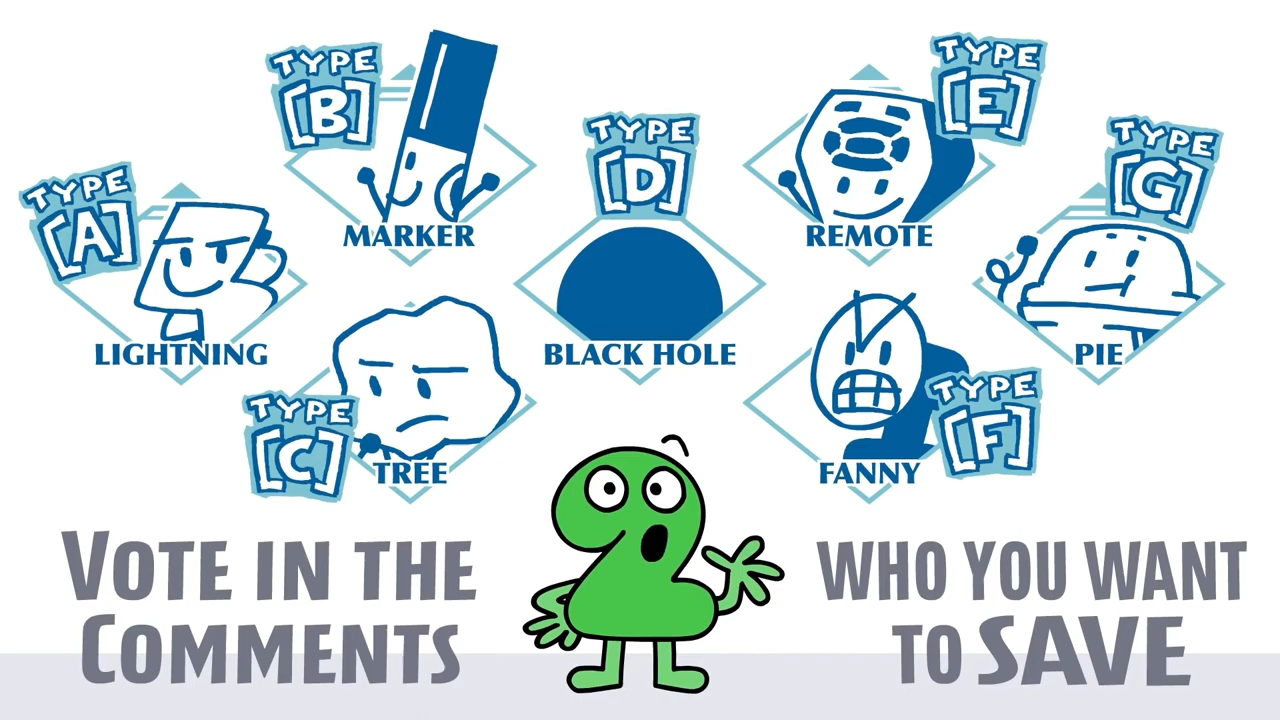 TYPE
[A]
LIGHTNING
TYPE
[B]
MARKER
TYPE
[C]
TREE
TYPE
[D]
BLACK HOLE
TYPE
[E]
REMOTE
TYPE
[F]
FANNY
TYPE
[G]
PIE
VOTE IN THE
COMMENTS
WHO YOU WANT
TO SAVE